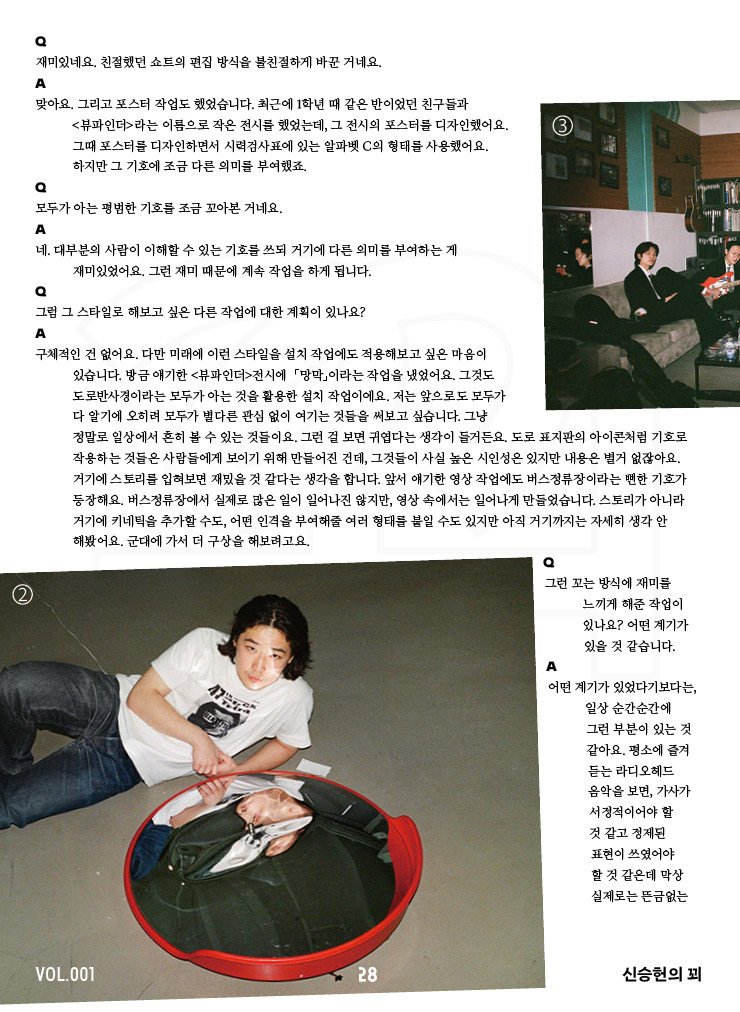 Q
재미있네요. 친절했던 쇼트의 편집 방식을 불친절하게 바꾼 거네요.
A
맞아요. 그리고 포스터 작업도 했었습니다. 최근에 1학년 때 같은 반이었던 친구들과
<뷰파인더>라는 이름으로 작은 전시를 했었는데, 그 전시의 포스터를 디자인했어요.
그때 포스터를 디자인하면서 시력검사표에 있는 알파벳 C의 형태를 사용했어요.
하지만 그 기호에 조금 다른 의미를 부여했죠.
Q
모두가 아는 평범한 기호를 조금 꼬아본 거네요.
A
네. 대부분의 사람이 이해할 수 있는 기호를 쓰되 거기에 다른 의미를 부여하는 게
재미있었어요. 그런 재미 때문에 계속 작업을 하게 됩니다.
Q
그럼 그 스타일로 해보고 싶은 다른 작업에 대한 계획이 있나요?
A
구체적인 건 없어요. 다만 미래에 이런 스타일을 설치 작업에도 적용해보고 싶은 마음이
있습니다. 방금 얘기한 <뷰파인더>전시에 「망막」이라는 작업을 냈었어요. 그것도
도로반사경이라는 모두가 아는 것을 활용한 설치 작업이에요. 저는 앞으로도 모두가
다 알기에 오히려 모두가 별다른 관심 없이 여기는 것들을 써보고 싶습니다. 그냥
정말로 일상에서 흔히 볼 수 있는 것들이요. 그런 걸 보면 귀엽다는 생각이 들거든요. 도로 표지판의 아이콘처럼 기호로
작용하는 것들은 사람들에게 보이기 위해 만들어진 건데, 그것들이 사실 높은 시인성은 있지만 내용은 별거 없잖아요.
거기에 스토리를 입혀보면 재밌을 것 같다는 생각을 합니다. 앞서 얘기한 영상 작업에도 버스정류장이라는 뻔한 기호가
등장해요. 버스정류장에서 실제로 많은 일이 일어나진 않지만, 영상 속에서는 일어나게 만들었습니다. 스토리가 아니라
거기에 키네틱을 추가할 수도, 어떤 인격을 부여해줄 여러 형태를 붙일 수도 있지만 아직 거기까지는 자세히 생각 안
해봤어요. 군대에 가서 더 구상을 해보려고요.
③
②
Q
그런 꼬는 방식에 재미를
느끼게 해준 작업이
있나요? 어떤 계기가
있을 것 같습니다.
A
어떤 계기가 있었다기보다는,
일상 순간순간에
그런 부분이 있는 것
같아요. 평소에 즐겨
듣는 라디오헤드
음악을 보면, 가사가
서정적이어야 할
것 같고 정제된
표현이 쓰였어야
할 것 같은데 막상
실제로는 뜬금없는
VOL.001
28
신승헌의 꾀